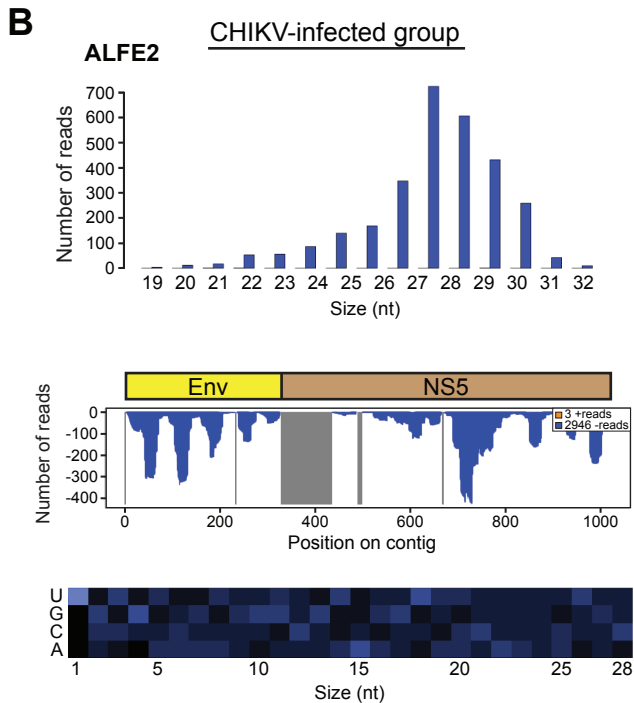 B
CHIKV-infected group
ALFE2
Number of reads
700
600
500
400
300
200
100
0
19 20 21 22 23 24 25 26 27 28 29 30 31 32
Size (nt)
Env NS5
Number of reads
0
-100
-200
-300
-400
3 +reads
2946 -reads
0 200 400 600 800 1000
Position on contig
U
G
C
A
1 5 10 15 20 25 28
Size (nt)